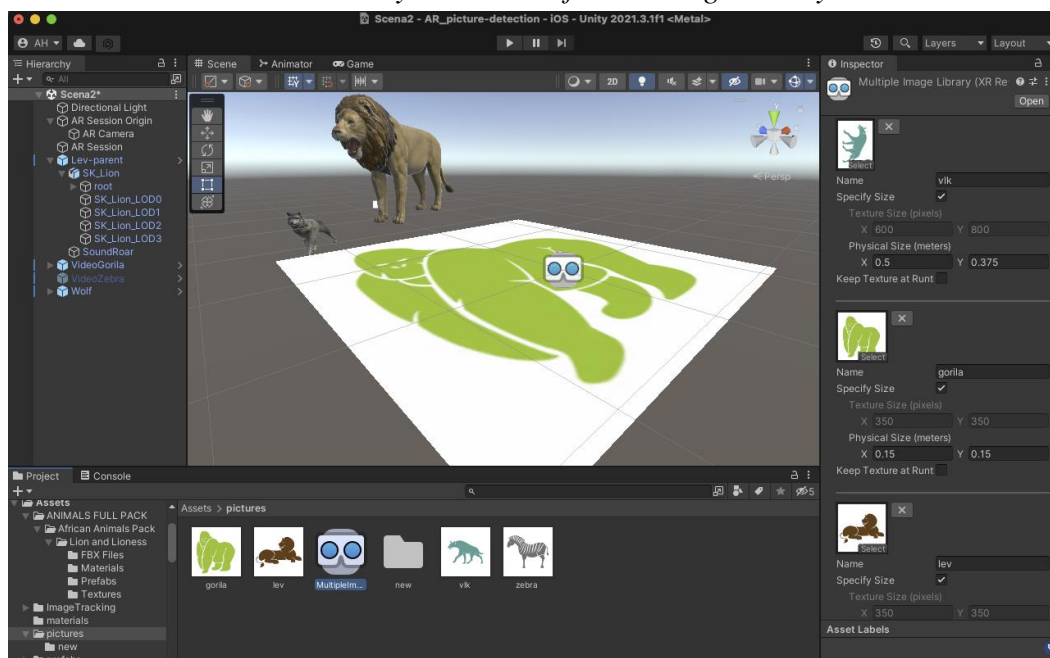 Scena2 - AR_picture-detection - iOS - Unity 2021.3.1f1 <Metal>
AH
Layers
Layout
Hierarchy
All
Scena2*
Directional Light
AR Session Origin
AR Camera
AR Session
Lev-parent
SK_Lion
root
SK_Lion_LOD0
SK_Lion_LOD1
SK_Lion_LOD2
SK_Lion_LOD3
SoundRoar
VideoGorila
VideoZebra
Wolf
Scene
Animator
Game
2D
y
x
z
Persp
Inspector
Multiple Image Library (XR Re
Open
Select
Name vlk
Specify Size
Texture Size (pixels)
X 600 Y 800
Physical Size (meters)
X 0.5 Y 0.375
Keep Texture at Runt
Select
Name gorila
Specify Size
Texture Size (pixels)
X 350 Y 350
Physical Size (meters)
X 0.15 Y 0.15
Keep Texture at Runt
Select
Name lev
Specify Size
Texture Size (pixels)
X 350 Y 350
Asset Labels
Project
Console
5
Assets
ANIMALS FULL PACK
African Animals Pack
Lion and Lioness
FBX Files
Materials
Prefabs
Textures
ImageTracking
materials
pictures
new
Assets > pictures
gorila
lev
MultipleIm...
new
vlk
zebra